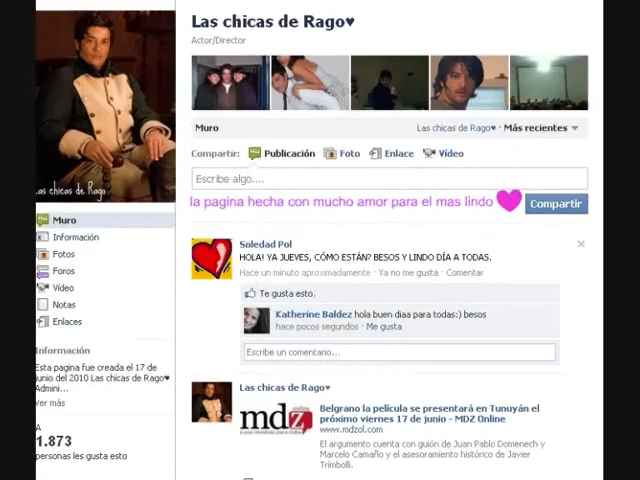 Las chicas de Rago♥
Actor/Director
Las chicas de Rago
Muro
Las chicas de Rago♥ · Más recientes
Compartir: Publicación Foto Enlace Vídeo
Escribe algo....
la pagina hecha con mucho amor para el mas lindo
Compartir
Muro
Información
Fotos
Foros
Vídeo
Notas
Enlaces
Información
Esta pagina fue creada el 17 de
junio del 2010 Las chicas de Rago♥
Admini...
Ver más
A
1.873
personas les gusta esto
Soledad Pol
HOLA! YA JUEVES, CÓMO ESTÁN? BESOS Y LINDO DÍA A TODAS.
Hace un minuto aproximadamente · Ya no me gusta · Comentar
Te gusta esto.
Katherine Baldez hola buen diaa para todas:) besos
hace pocos segundos · Me gusta
Escribe un comentario...
Las chicas de Rago♥
mdz
Belgrano la película se presentará en Tunuyán el
próximo viernes 17 de junio - MDZ Online
www.mdzol.com
El argumento cuenta con guión de Juan Pablo Domenech y
Marcelo Camaño y el asesoramiento histórico de Javier
Trímboli.